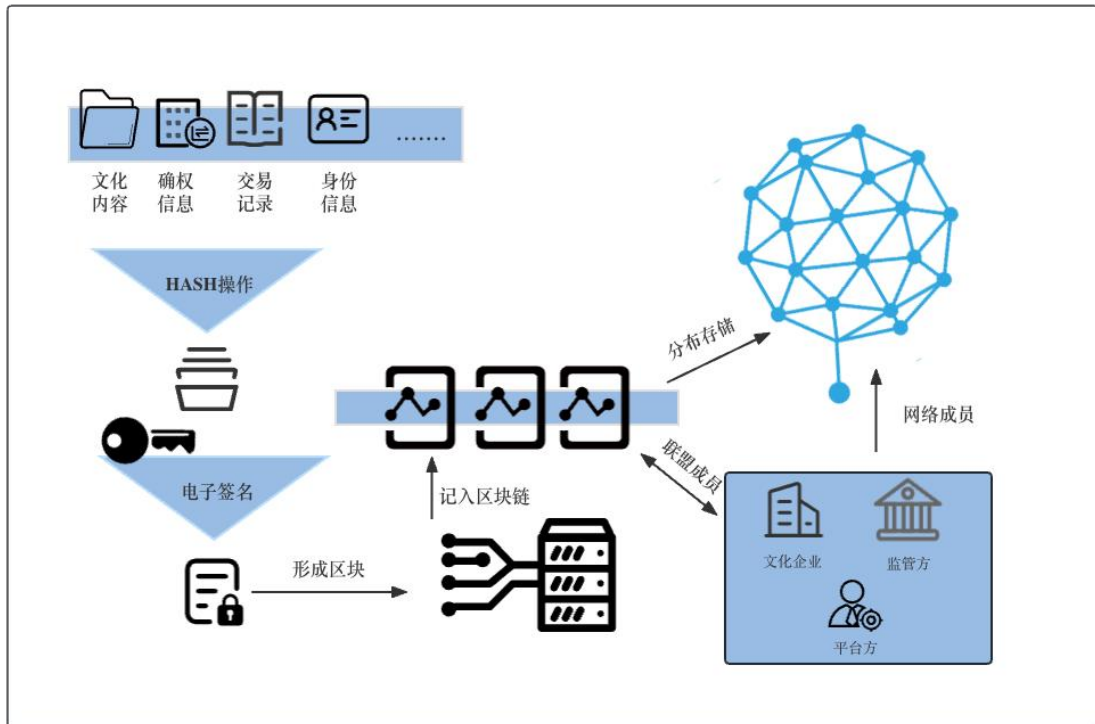 .......
文化
内容
确权
信息
交易
记录
身份
信息
HASH操作
电子签名
形成区块
记入区块链
分布存储
联盟成员
网络成员
文化企业
监管方
平台方